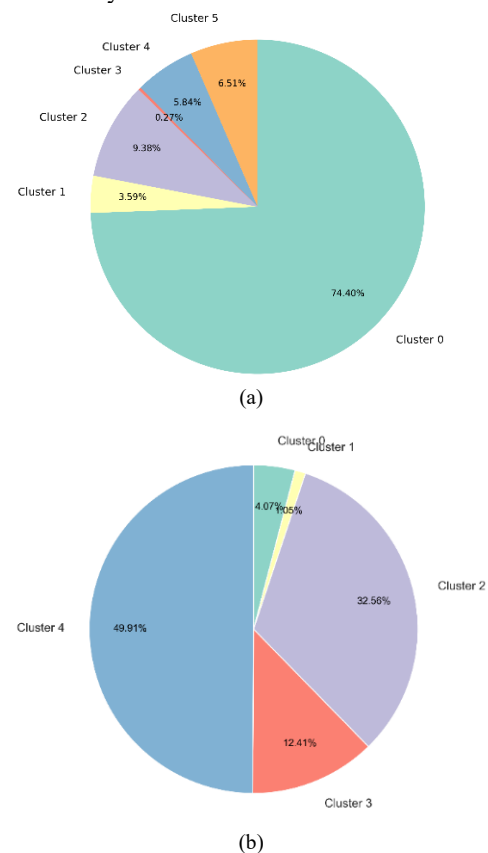 Cluster 5
Cluster 4
Cluster 3
6.51%
5.84%
0.27%
Cluster 2
9.38%
Cluster 1
3.59%
74.40%
Cluster 0
(a)
Cluster 0
Cluster 1
4.07%
1.05%
Cluster 2
32.56%
Cluster 4
49.91%
12.41%
Cluster 3
(b)